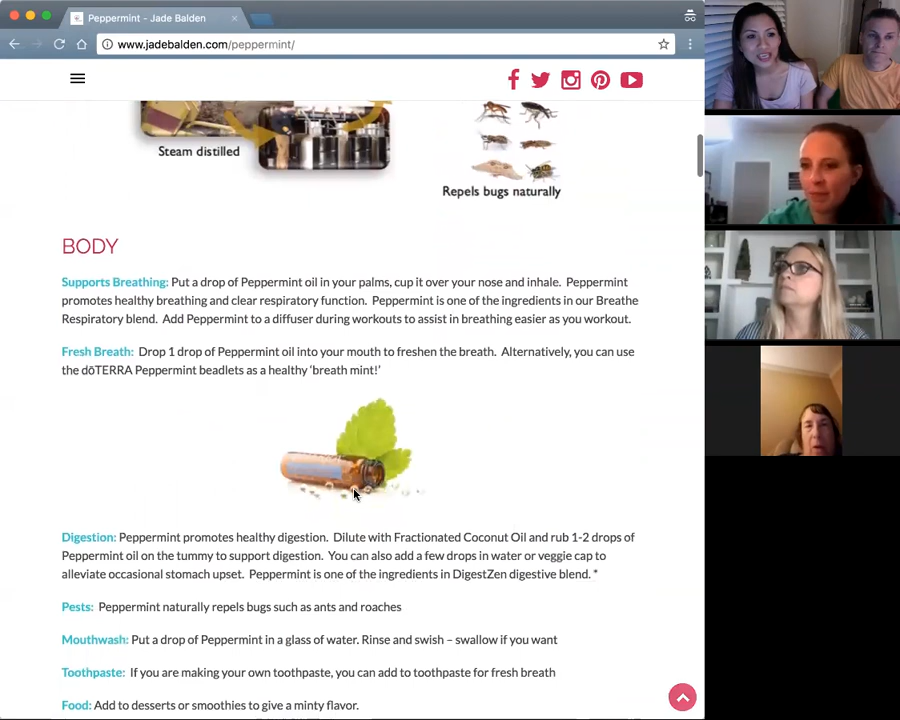 Peppermint - Jade Balden
www.jadebalden.com/peppermint/
Steam distilled
Repels bugs naturally
BODY
Supports Breathing: Put a drop of Peppermint oil in your palms, cup it over your nose and inhale. Peppermint
promotes healthy breathing and clear respiratory function. Peppermint is one of the ingredients in our Breathe
Respiratory blend. Add Peppermint to a diffuser during workouts to assist in breathing easier as you workout.
Fresh Breath: Drop 1 drop of Peppermint oil into your mouth to freshen the breath. Alternatively, you can use
the dōTERRA Peppermint beadlets as a healthy ‘breath mint!’
Digestion: Peppermint promotes healthy digestion. Dilute with Fractionated Coconut Oil and rub 1-2 drops of
Peppermint oil on the tummy to support digestion. You can also add a few drops in water or veggie cap to
alleviate occasional stomach upset. Peppermint is one of the ingredients in DigestZen digestive blend. *
Pests: Peppermint naturally repels bugs such as ants and roaches
Mouthwash: Put a drop of Peppermint in a glass of water. Rinse and swish – swallow if you want
Toothpaste: If you are making your own toothpaste, you can add to toothpaste for fresh breath
Food: Add to desserts or smoothies to give a minty flavor.